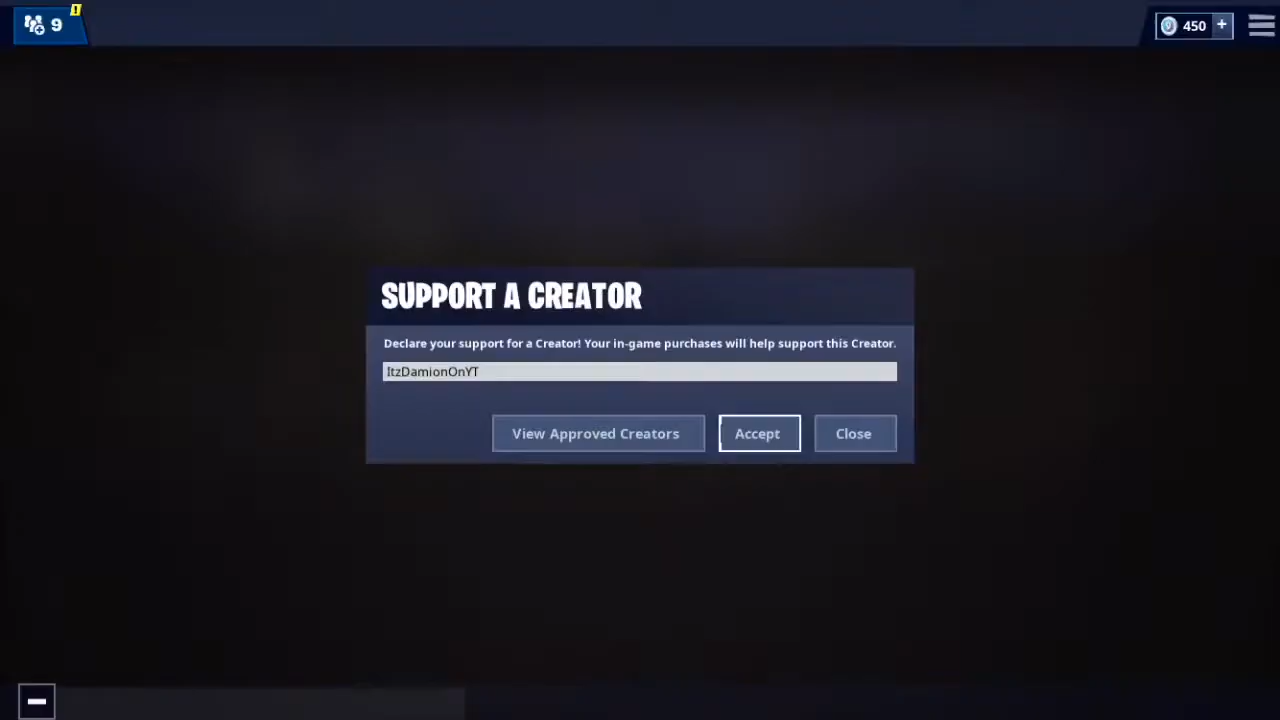 9
!
450 +
SUPPORT A CREATOR
Declare your support for a Creator! Your in-game purchases will help support this Creator.
ItzDamionOnYT
View Approved Creators Accept Close